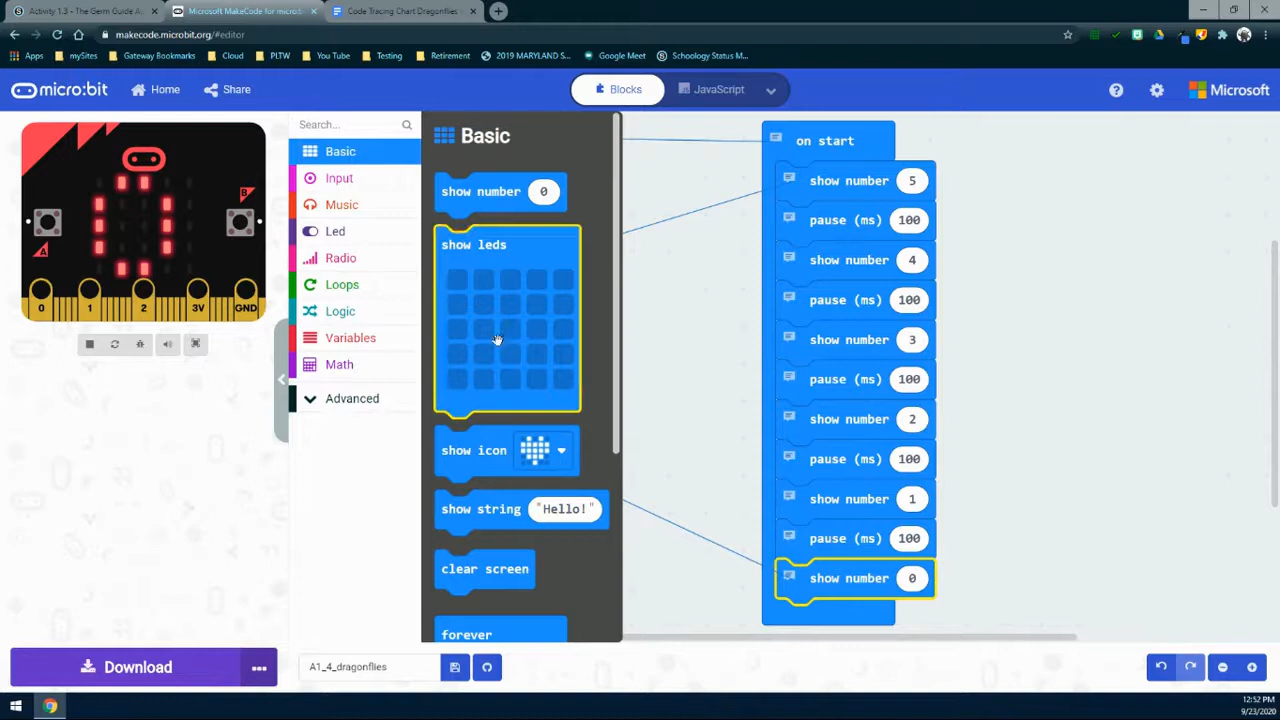 Activity 1.3 - The Germ Guide A
Microsoft MakeCode for micro:bit
Code Tracing Chart Dragonflies
makecode.microbit.org/#editor
Apps
mySites
Gateway Bookmarks
Cloud
PLTW
You Tube
Testing
Retirement
2019 MARYLAND S...
Google Meet
Schoology Status M...
micro:bit
Home
Share
Blocks
JavaScript
Microsoft
A
B
0
1
2
3V
GND
Search...
Basic
Input
Music
Led
Radio
Loops
Logic
Variables
Math
Advanced
Basic
show number 0
show leds
show icon
show string "Hello!"
clear screen
forever
on start
show number 5
pause (ms) 100
show number 4
pause (ms) 100
show number 3
pause (ms) 100
show number 2
pause (ms) 100
show number 1
pause (ms) 100
show number 0
Download
A1_4_dragonflies
12:52 PM
9/23/2020